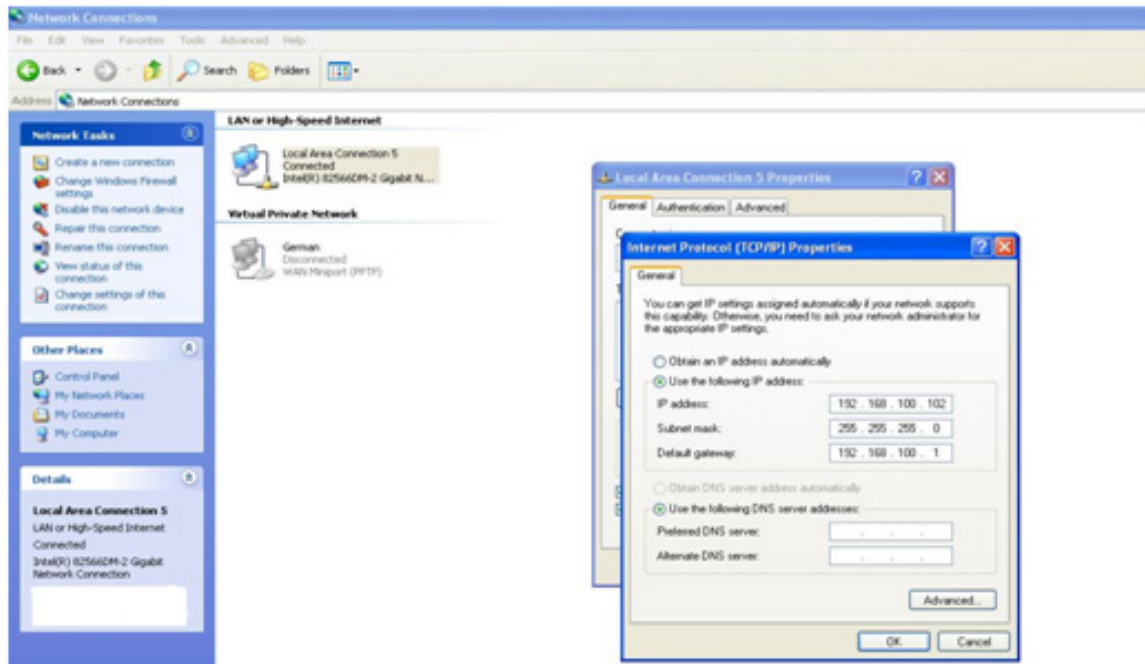 Network Connections
File Edit View Favorites Tools Advanced Help
Back Search Folders
Address Network Connections
Network Tasks
Create a new connection
Change Windows Firewall
settings
Disable this network device
Repair this connection
Rename this connection
View status of this
connection
Change settings of this
connection
Other Places
Control Panel
My Network Places
My Documents
My Computer
Details
Local Area Connection 5
LAN or High-Speed Internet
Connected
Intel(R) 82566DM-2 Gigabit
Network Connection
LAN or High-Speed Internet
Local Area Connection 5
Connected
Intel(R) 82566DM-2 Gigabit N...
Virtual Private Network
German
Disconnected
WAN Miniport (PPTP)
Local Area Connection 5 Properties
General Authentication Advanced
Internet Protocol (TCP/IP) Properties
General
You can get IP settings assigned automatically if your network supports
this capability. Otherwise, you need to ask your network administrator for
the appropriate IP settings.
Obtain an IP address automatically
Use the following IP address:
IP address: 192 . 168 . 100 . 102
Subnet mask: 255 . 255 . 255 . 0
Default gateway: 192 . 168 . 100 . 1
Obtain DNS server address automatically
Use the following DNS server addresses:
Preferred DNS server:
Alternate DNS server:
Advanced...
OK Cancel